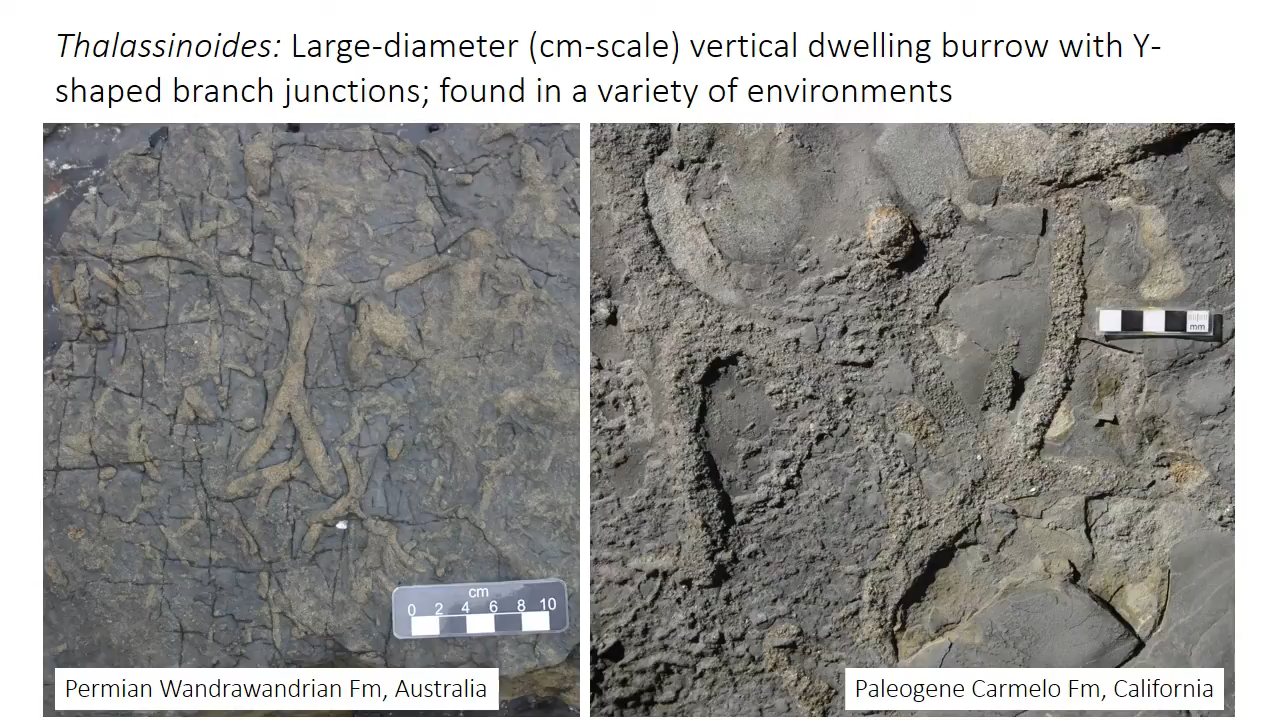 Thalassinoides: Large-diameter (cm-scale) vertical dwelling burrow with Y-
shaped branch junctions; found in a variety of environments
mm
cm
0 2 4 6 8 10
Permian Wandrawandrian Fm, Australia
Paleogene Carmelo Fm, California